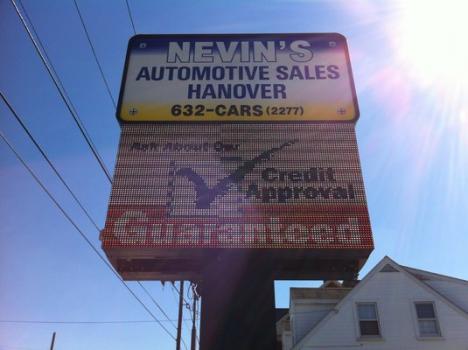 NEVIN'S
AUTOMOTIVE SALES
HANOVER
632-CARS (2277)
Ask About Our
Credit
Approval
Guaranteed